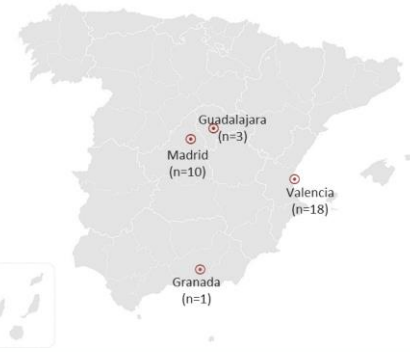 Guadalajara
(n=3)
Madrid
(n=10)
Valencia
(n=18)
Granada
(n=1)